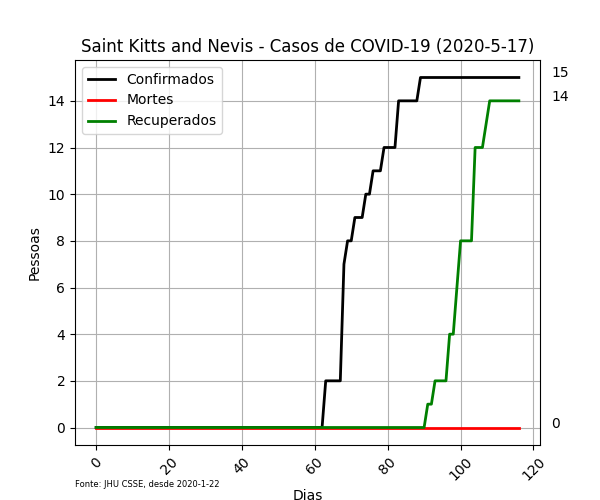 Saint Kitts and Nevis - Casos de COVID-19 (2020-5-17)
Confirmados
Mortes
Recuperados
15
14
0
14
12
10
8
6
4
2
0
Pessoas
0
20
40
60
80
100
120
Fonte: JHU CSSE, desde 2020-1-22
Dias